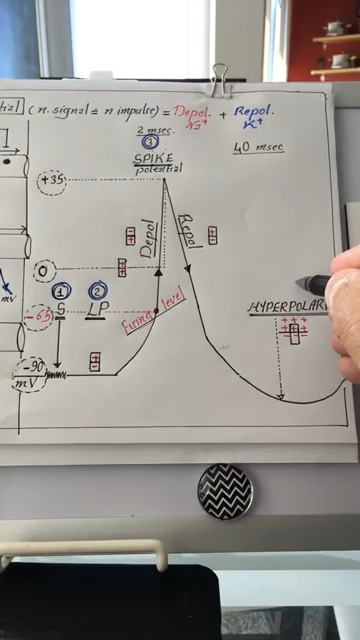 tial (n. signal ≤ n impulse) = Depol. + Repol.
Na+ K+
2 msec.
3
40 msec
SPIKE
potential
+35
Depol
Repol
0
mV
1 2
-65 S LP
Firing level
HYPERPOLAR
-90
mV